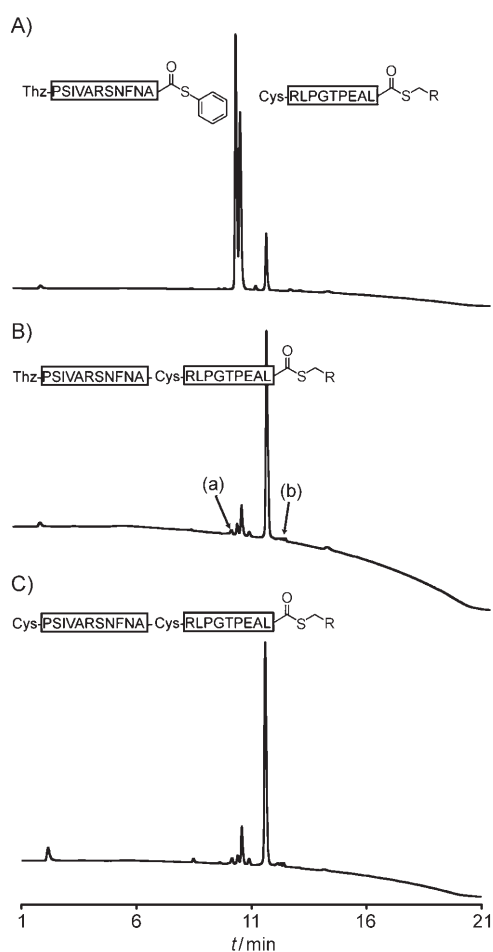 A)
O
Thz-PSIVARSNFNA S
O
Cys-RLPGTPEAL S R
B)
O
Thz-PSIVARSNFNA-Cys-RLPGTPEAL S R
(a)
(b)
C)
O
Cys-PSIVARSNFNA-Cys-RLPGTPEAL S R
1 6 11 16 21
t/min